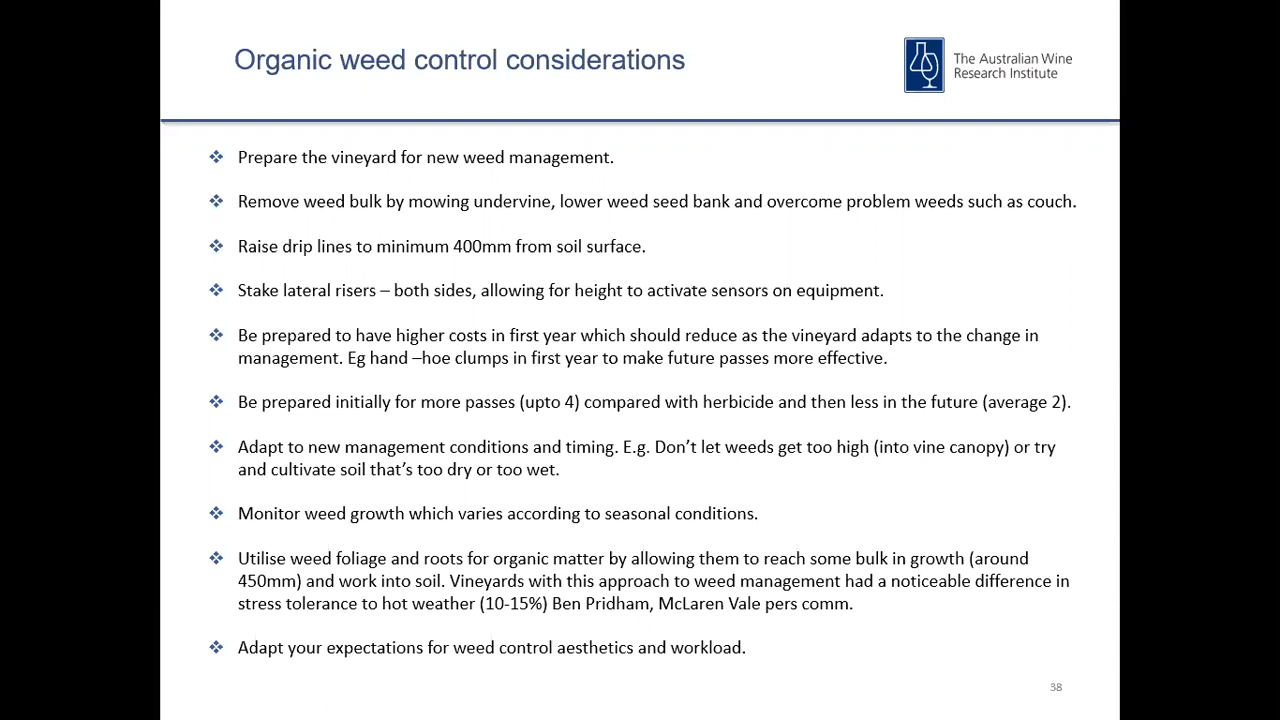 Organic weed control considerations
The Australian Wine
Research Institute
Prepare the vineyard for new weed management.
Remove weed bulk by mowing undervine, lower weed seed bank and overcome problem weeds such as couch.
Raise drip lines to minimum 400mm from soil surface.
Stake lateral risers – both sides, allowing for height to activate sensors on equipment.
Be prepared to have higher costs in first year which should reduce as the vineyard adapts to the change in
management. Eg hand –hoe clumps in first year to make future passes more effective.
Be prepared initially for more passes (upto 4) compared with herbicide and then less in the future (average 2).
Adapt to new management conditions and timing. E.g. Don’t let weeds get too high (into vine canopy) or try
and cultivate soil that’s too dry or too wet.
Monitor weed growth which varies according to seasonal conditions.
Utilise weed foliage and roots for organic matter by allowing them to reach some bulk in growth (around
450mm) and work into soil. Vineyards with this approach to weed management had a noticeable difference in
stress tolerance to hot weather (10-15%) Ben Pridham, McLaren Vale pers comm.
Adapt your expectations for weed control aesthetics and workload.
38